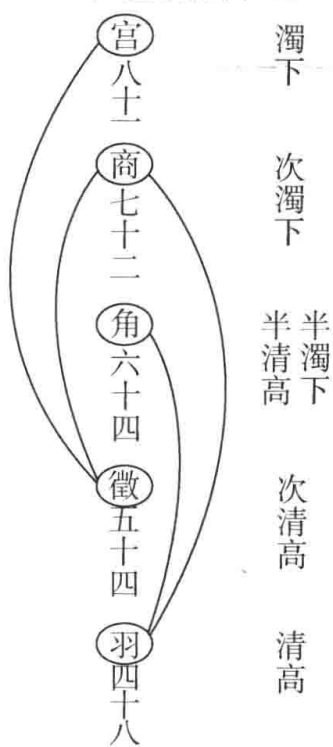 宫
八十一
濁下
商
七十二
次濁下
角
六十四
半濁下
半清高
徵
五十四
次清高
羽
四十八
清高